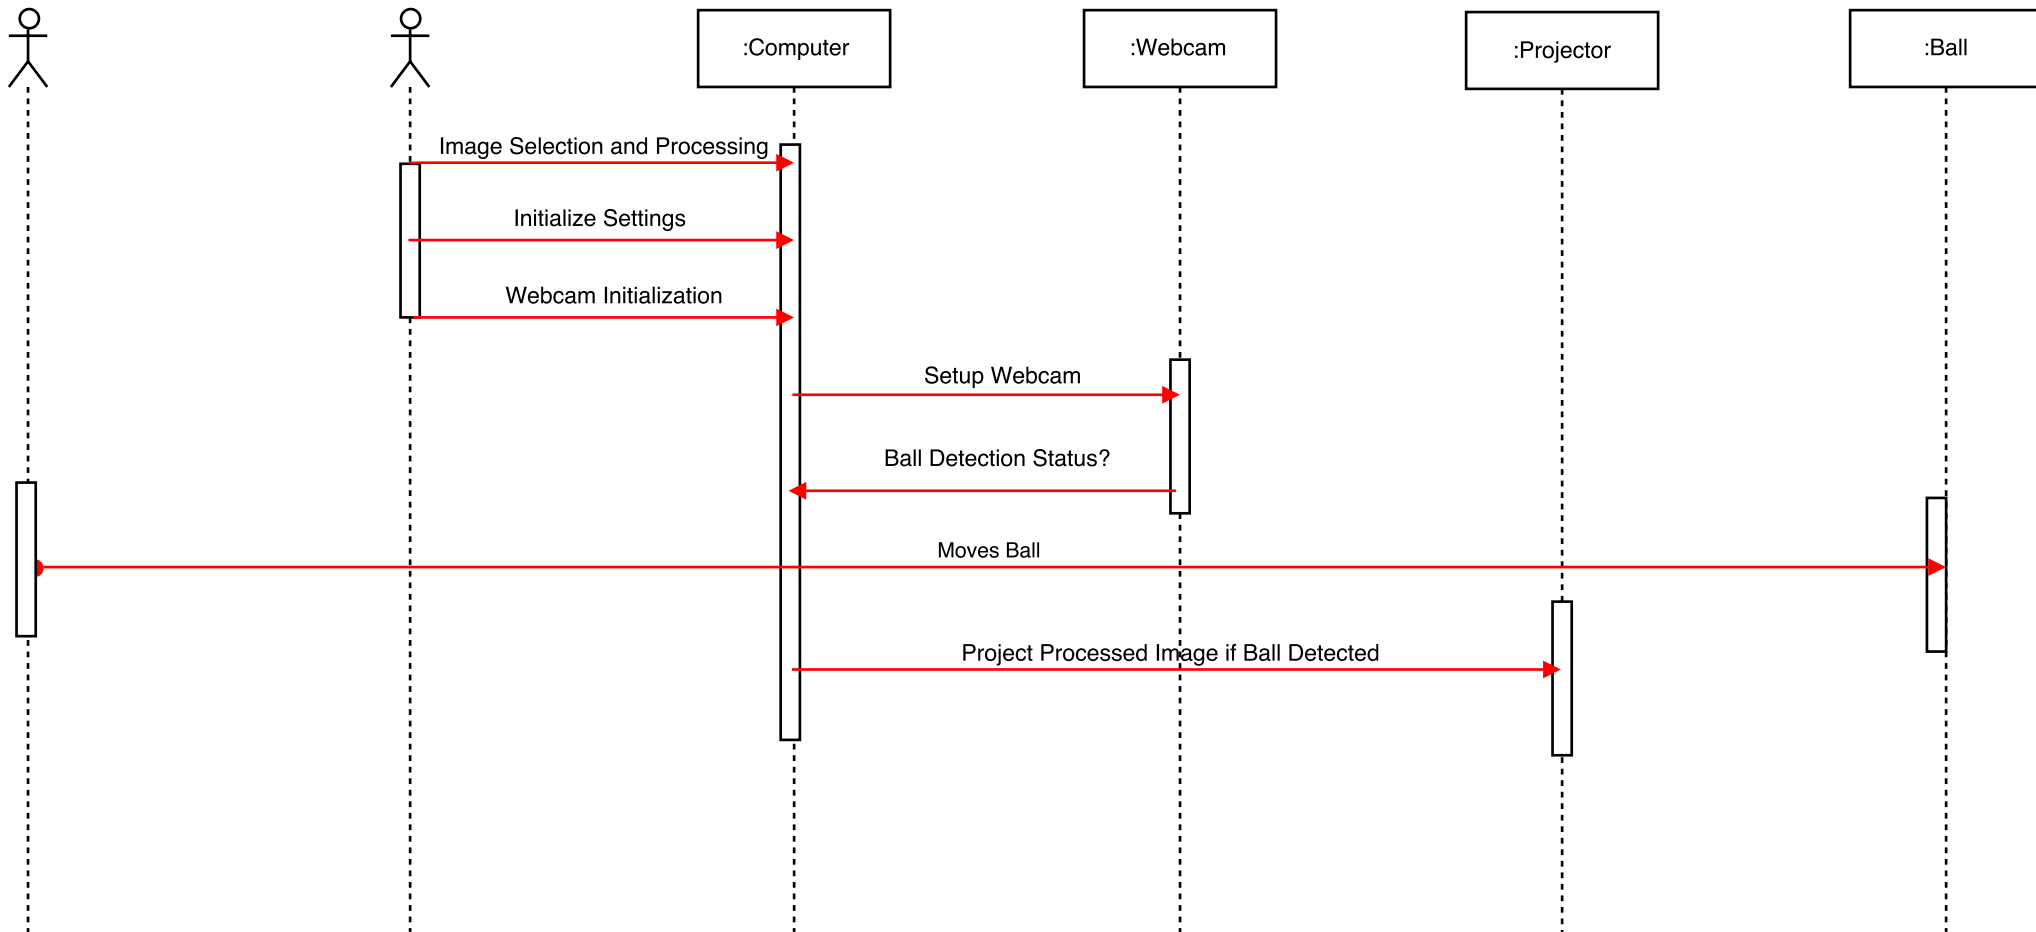 :Computer
:Webcam
:Projector
:Ball
Image Selection and Processing
Initialize Settings
Webcam Initialization
Setup Webcam
Ball Detection Status?
Moves Ball
Project Processed Image if Ball Detected